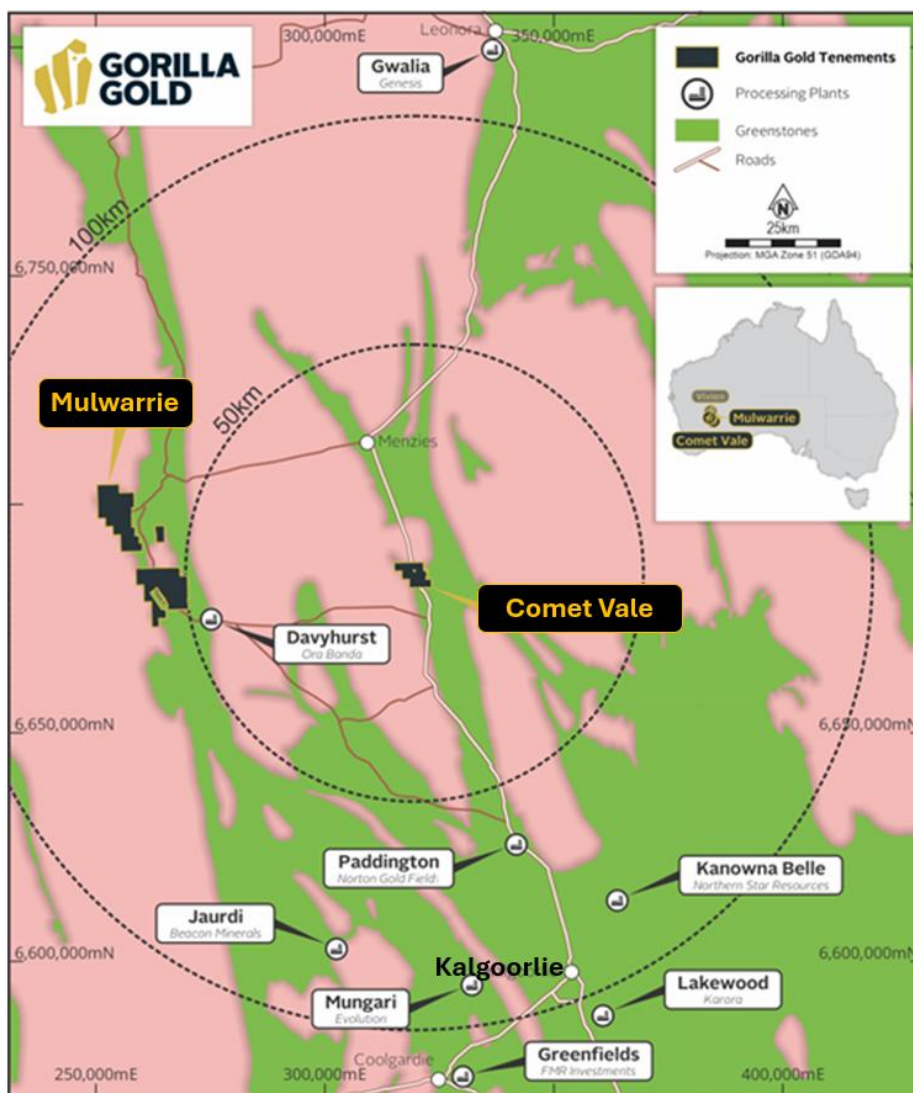 GORILLA
GOLD
300,000mE
Leonora
350,000mE
Gwalia
Genesis
Gorilla Gold Tenements
Processing Plants
Greenstones
Roads
N
25km
Projection: MGA Zone 51 (GDA94)
100km
6,750,000mN
Mulwarrie
50km
Menzies
Vivien
Mulwarrie
Comet Vale
Comet Vale
Davyhurst
Ora Banda
6,650,000mN
6,650,000mN
Paddington
Norton Gold Fields
Kanowna Belle
Northern Star Resources
Jaurdi
Beacon Minerals
6,600,000mN
Kalgoorlie
6,600,000mN
Mungari
Evolution
Lakewood
Karora
Coolgardie
Greenfields
FMR Investments
250,000mE
300,000mE
400,000mE